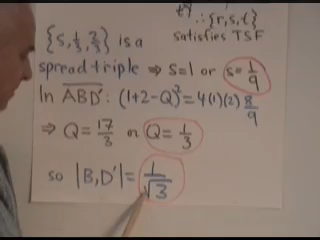 ∴ {r,s,t}
satisfies TSF
{s, 1/3, 2/3} is a
spread triple ⇒ s=1 or s=1/9
In ABD': (1+2-Q)²=4(1)(2) 8/9
⇒ Q=17/3 or Q=1/3
so |B,D'|=1/√3